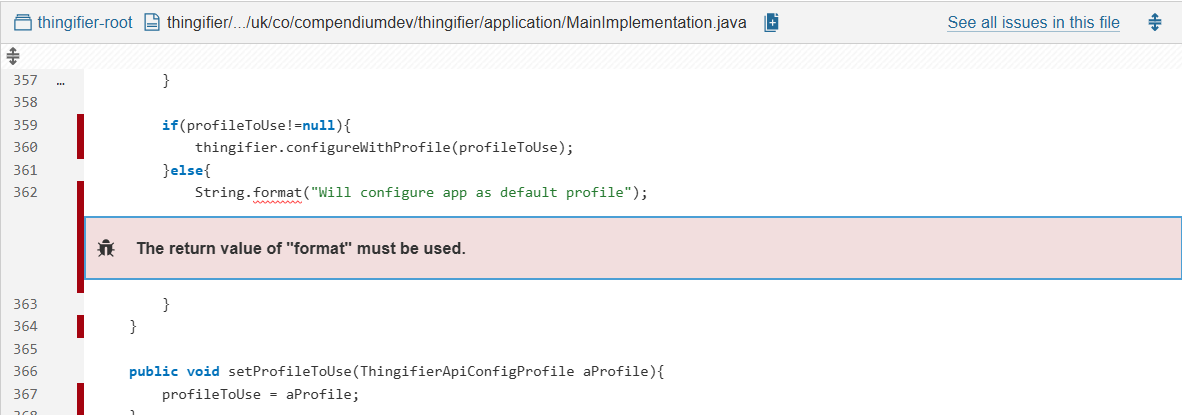 thingifier-root thingifier/.../uk/co/compendiumdev/thingifier/application/MainImplementation.java See all issues in this file
357 ... }
358
359 if(profileToUse!=null){
360 thingifier.configureWithProfile(profileToUse);
361 }else{
362 String.format("Will configure app as default profile");
The return value of "format" must be used.
363 }
364 }
365
366 public void setProfileToUse(ThingifierApiConfigProfile aProfile){
367 profileToUse = aProfile;